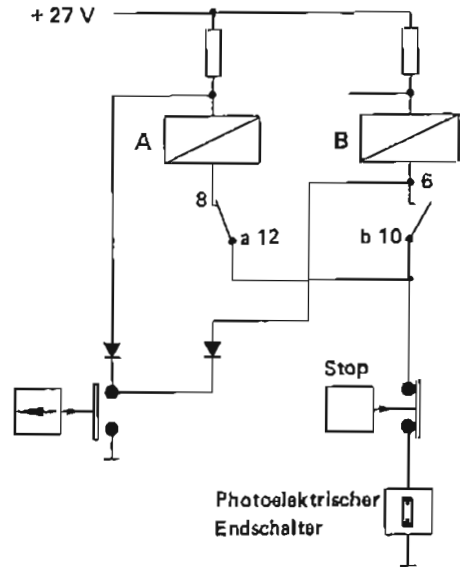 + 27 V
A
B
8
6
a 12
b 10
Stop
Photoelektrischer
Endschalter